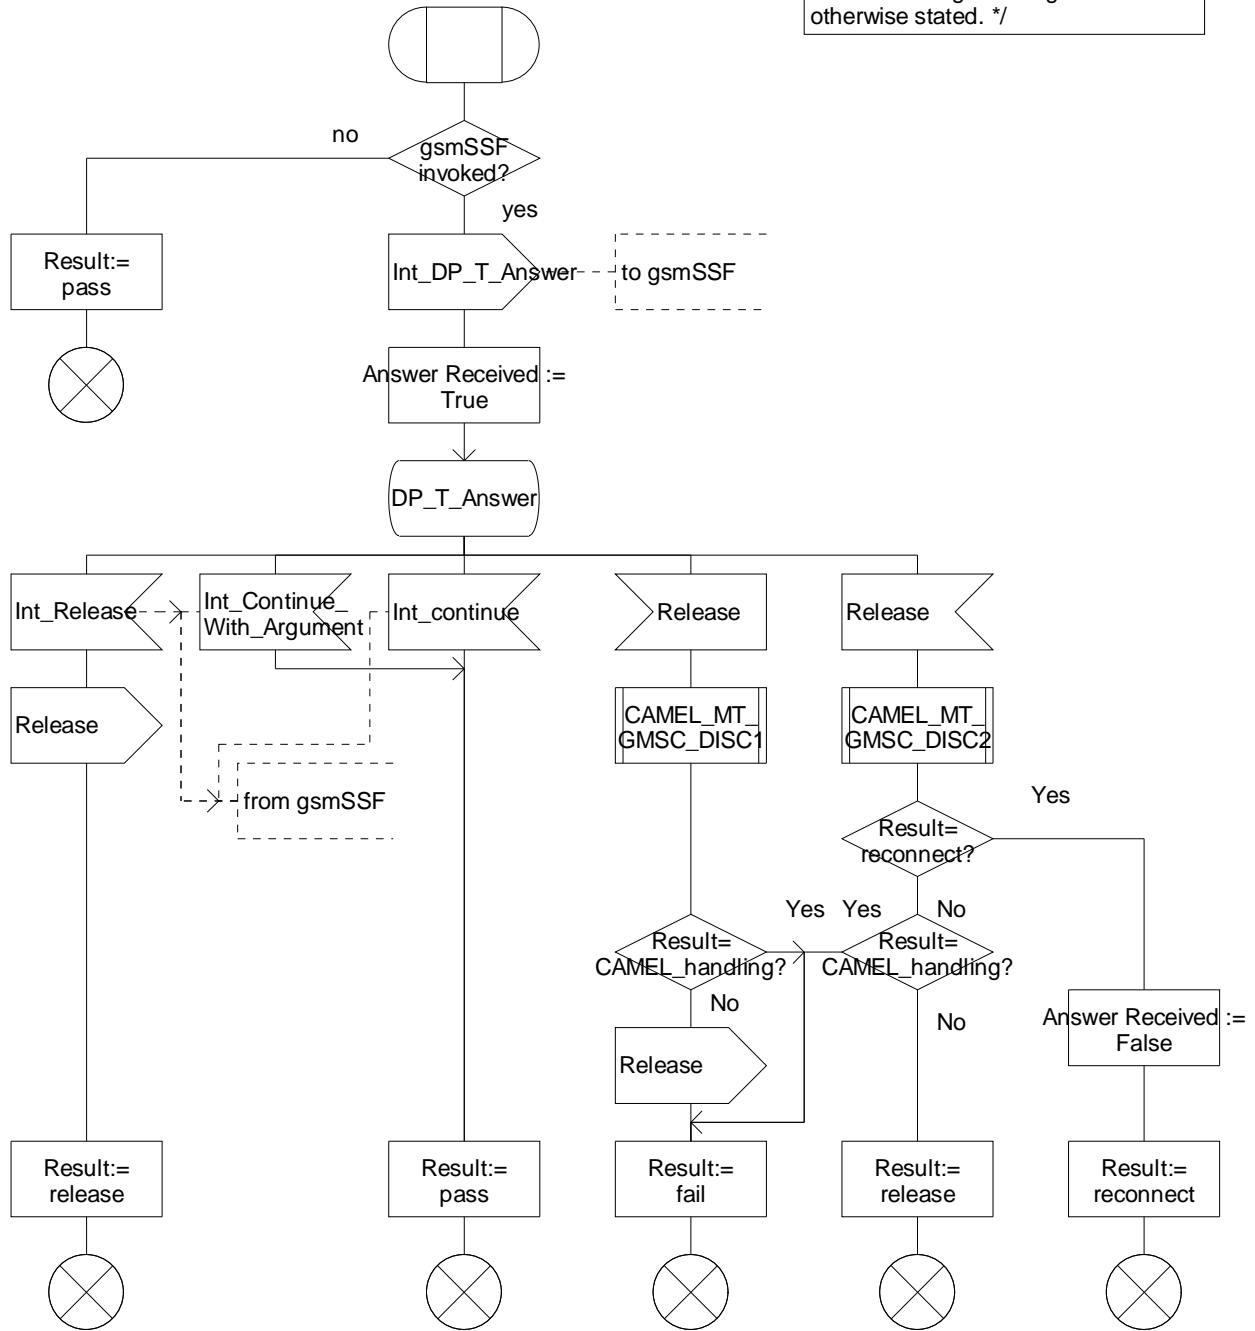 otherwise stated. */
no
gsmSSF
invoked?
yes
Result:=
pass
Int_DP_T_Answer
to gsmSSF
Answer Received :=
True
DP_T_Answer
Int_Release
Int_Continue_
With_Argument
Int_continue
Release
Release
Release
CAMEL_MT_
GMSC_DISC1
CAMEL_MT_
GMSC_DISC2
from gsmSSF
Yes
Result=
reconnect?
Yes
Yes
No
Result=
CAMEL_handling?
Result=
CAMEL_handling?
No
No
Answer Received :=
False
Release
Result:=
release
Result:=
pass
Result:=
fail
Result:=
release
Result:=
reconnect